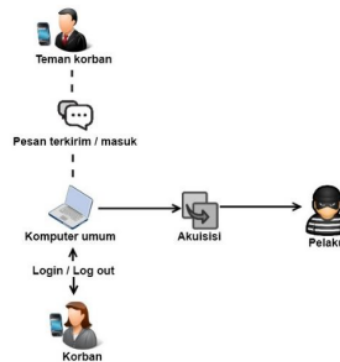 Teman korban
Pesan terkirim / masuk
Komputer umum
Akuisisi
Pelaku
Login / Log out
Korban